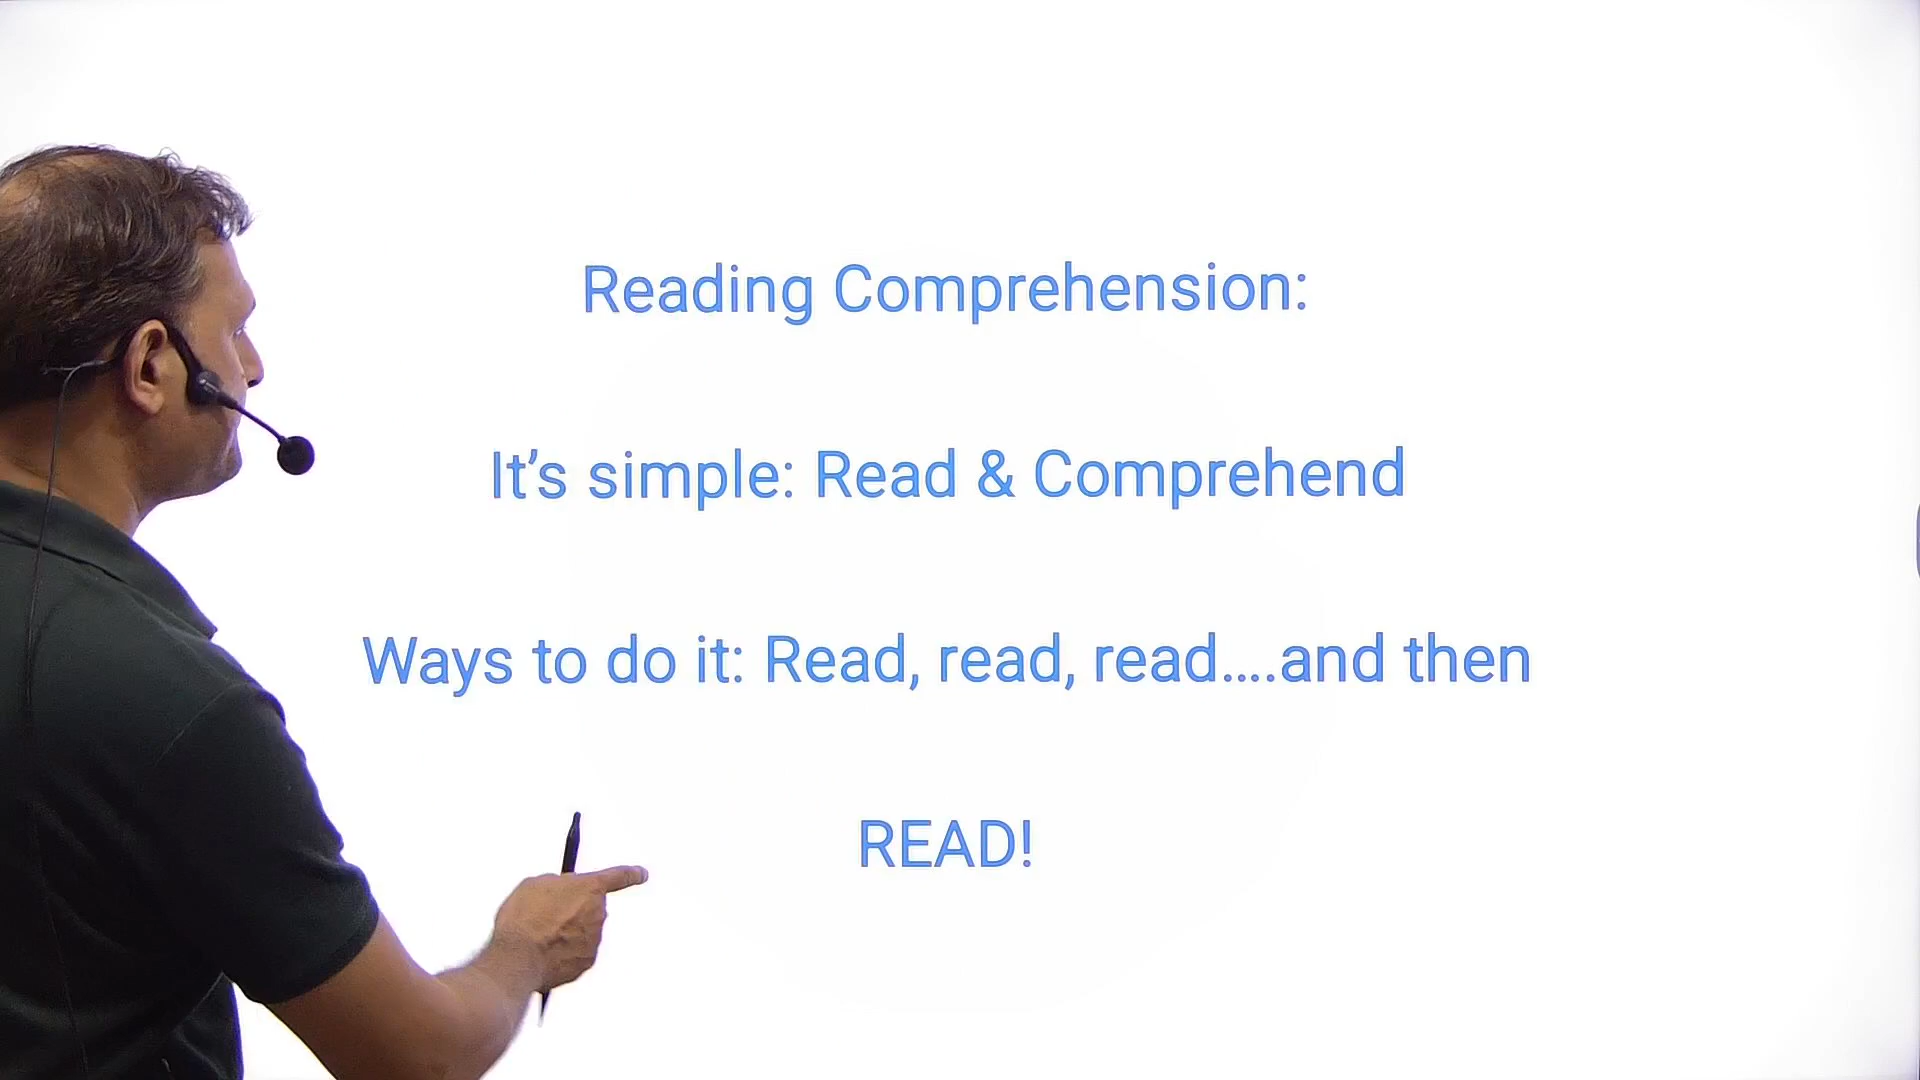 Reading Comprehension:
It’s simple: Read & Comprehend
Ways to do it: Read, read, read....and then
READ!